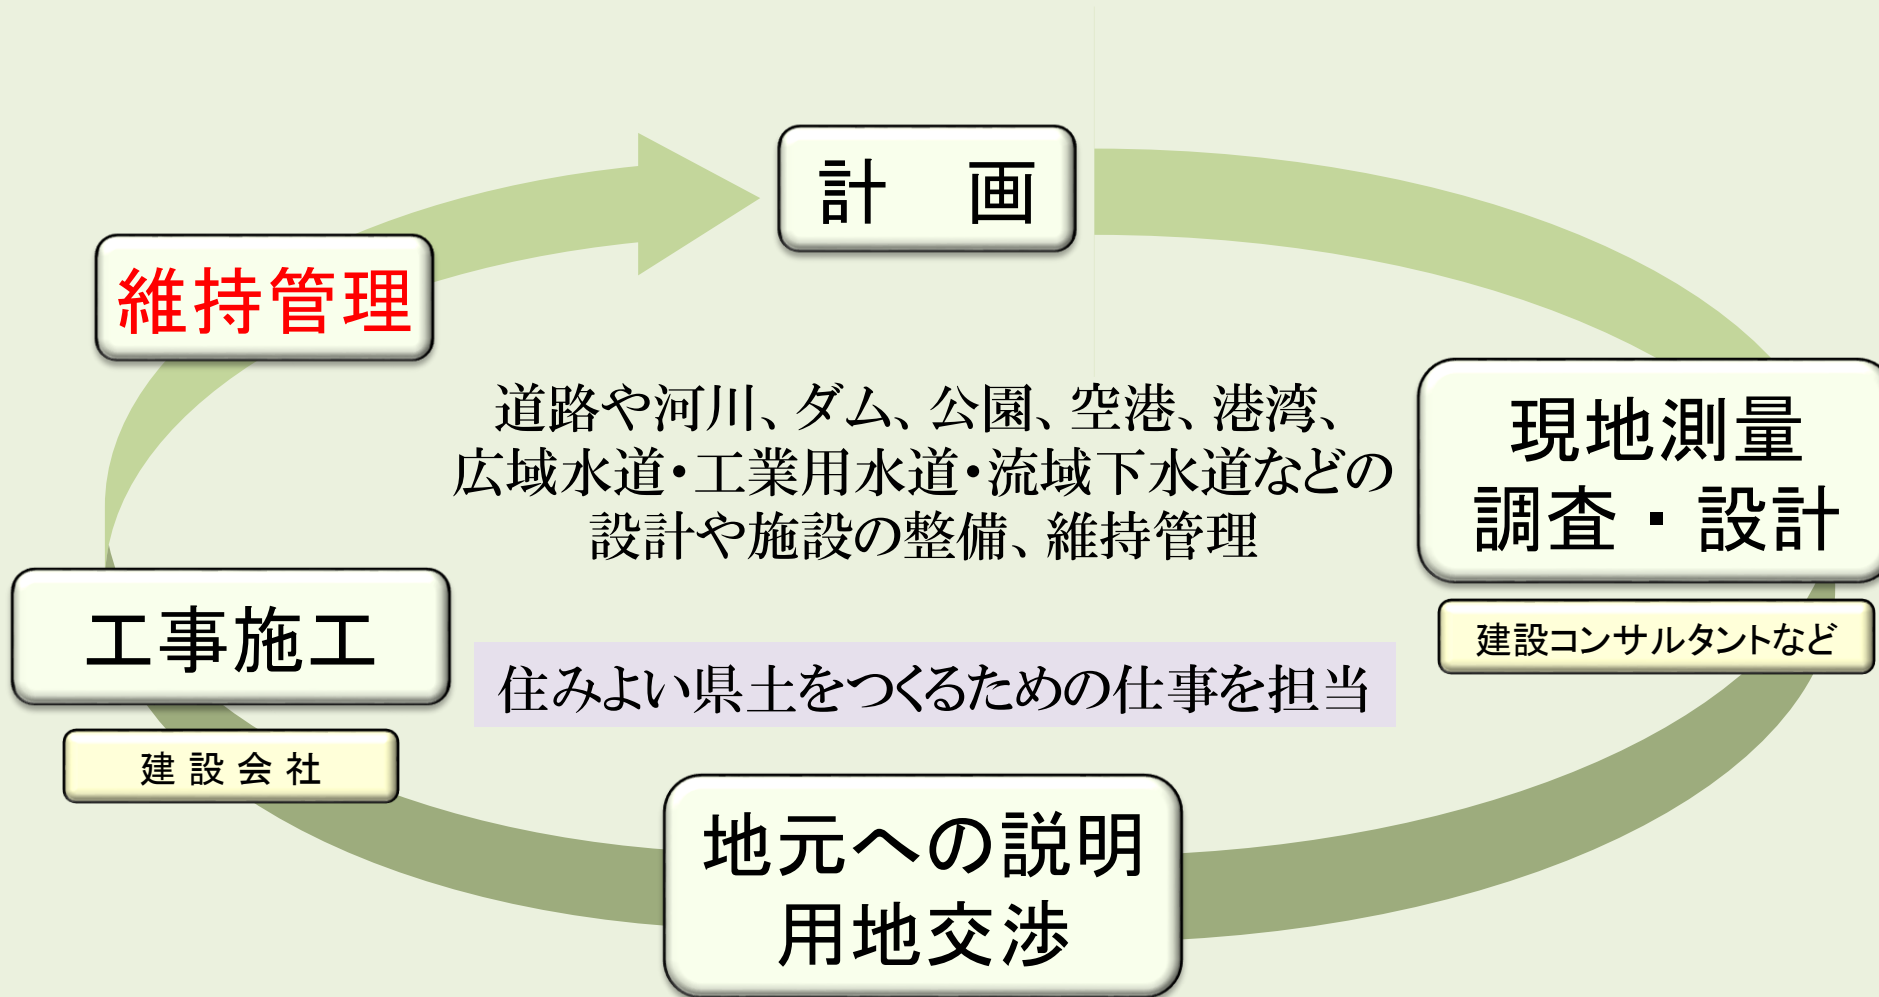 計　画
維持管理
道路や河川、ダム、公園、空港、港湾、
広域水道・工業用水道・流域下水道などの
設計や施設の整備、維持管理
現地測量
調査・設計
建設コンサルタントなど
工事施工
建設会社
住みよい県土をつくるための仕事を担当
地元への説明
用地交渉